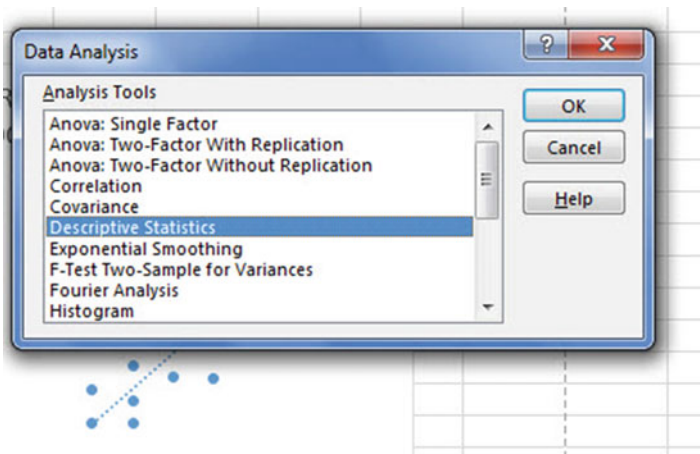 Data Analysis
?
Analysis Tools
Anova: Single Factor
Anova: Two-Factor With Replication
Anova: Two-Factor Without Replication
Correlation
Covariance
Descriptive Statistics
Exponential Smoothing
F-Test Two-Sample for Variances
Fourier Analysis
Histogram
OK
Cancel
Help